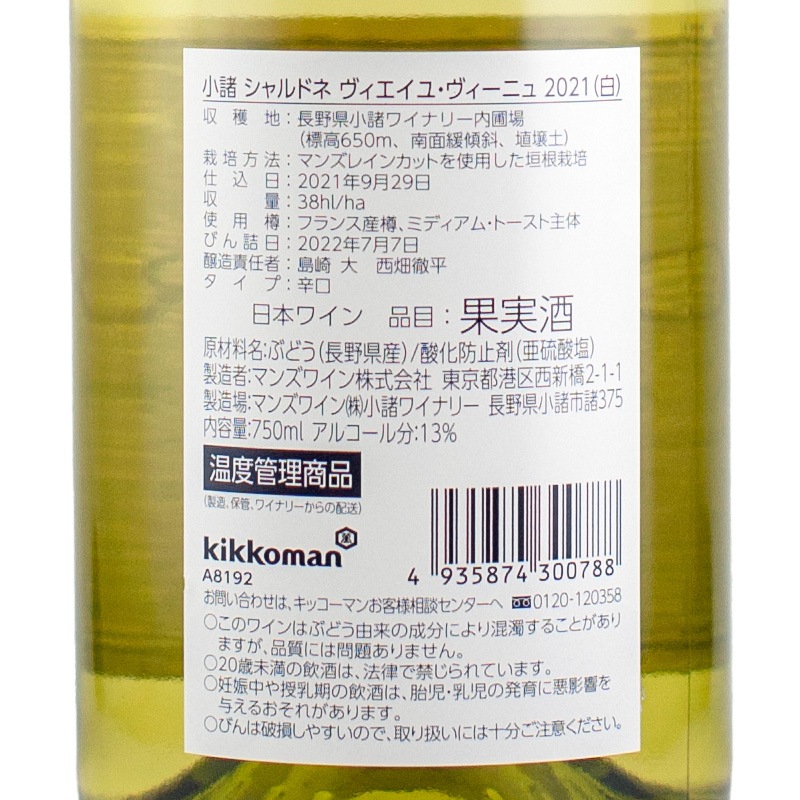 小諸 シャルドネ ヴィエイユ・ヴィーニュ 2021(白)
収穫地:長野県小諸ワイナリー内圃場
(標高650m、南面緩傾斜、埴壌土)
栽培方法:マンズレインカットを使用した垣根栽培
仕込日:2021年9月29日
収量:38hl/ha
使用樽:フランス産樽、ミディアム・トースト主体
びん詰日:2022年7月7日
醸造責任者:島崎 大 西畑徹平
タイプ:辛口
日本ワイン 品目:果実酒
原材料名:ぶどう(長野県産)/酸化防止剤(亜硫酸塩)
製造者:マンズワイン株式会社 東京都港区西新橋2-1-1
製造場:マンズワイン㈱小諸ワイナリー 長野県小諸市諸375
内容量:750ml アルコール分:13%
温度管理商品
(製造、保管、ワイナリーからの配送)
kikkoman 萬
A8192
4 935874 300788
お問い合わせは、キッコーマンお客様相談センターへ 0120-120358
○このワインはぶどう由来の成分により混濁することがあり
ますが、品質には問題ありません。
○20歳未満の飲酒は、法律で禁じられています。
○妊娠中や授乳期の飲酒は、胎児・乳児の発育に悪影響を
与えるおそれがあります。
○びんは破損しやすいので、取り扱いには十分ご注意ください。